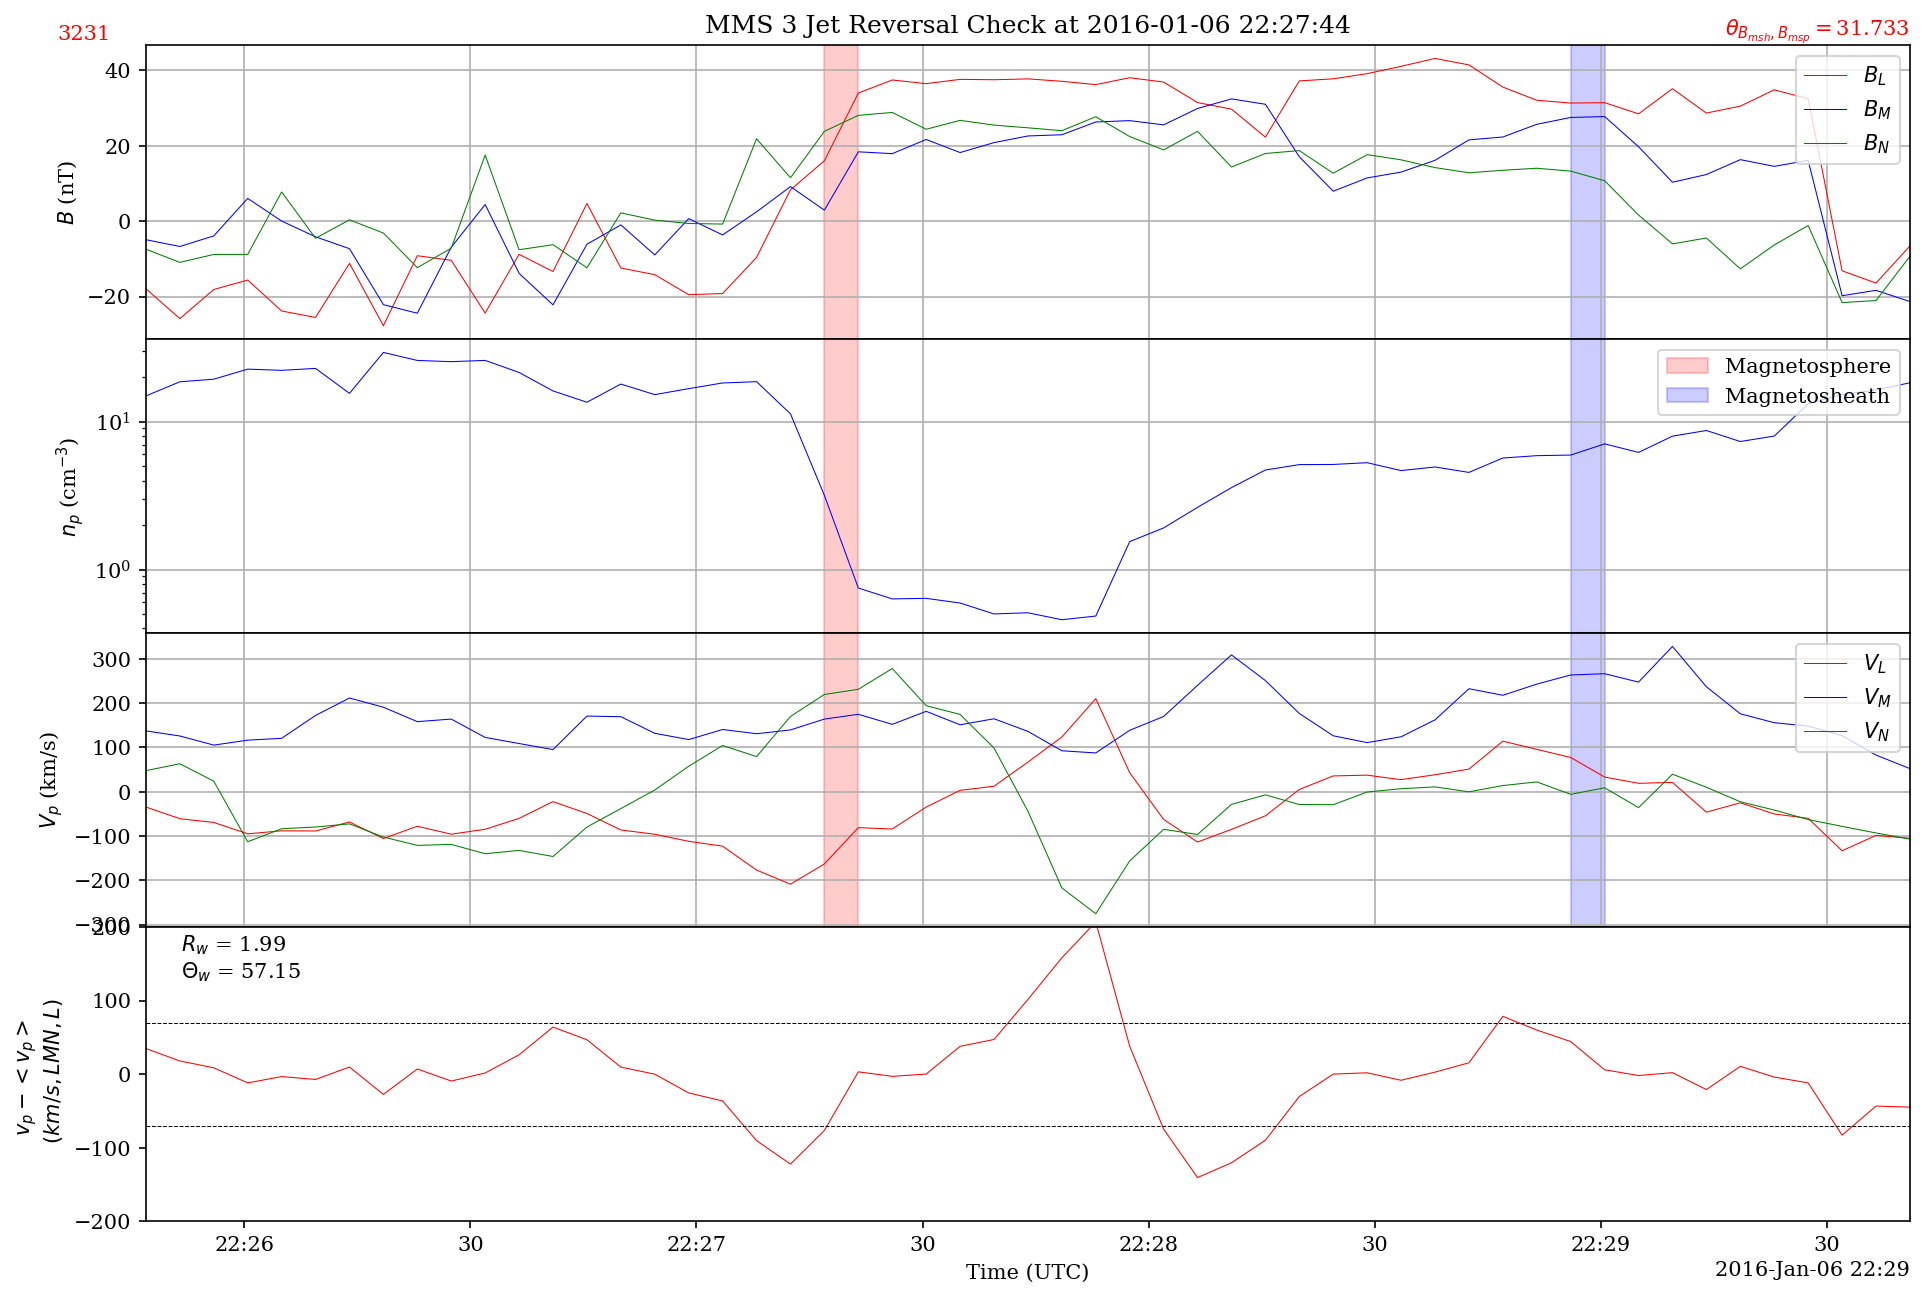 MMS 3 Jet Reversal Check at 2016-01-06 22:27:44
3231
θ_{B_{msh}, B_{msp}} = 31.733
40
20
0
−20
B (nT)
B_L
B_M
B_N
10^1
10^0
n_p (cm^{−3})
Magnetosphere
Magnetosheath
300
200
100
0
−100
−200
−300
V_p (km/s)
V_L
V_M
V_N
200
100
0
−100
−200
v_p − < v_p >
(km/s, LMN, L)
R_w = 1.99
Θ_w = 57.15
22:26
30
22:27
30
22:28
30
22:29
30
Time (UTC)
2016-Jan-06 22:29